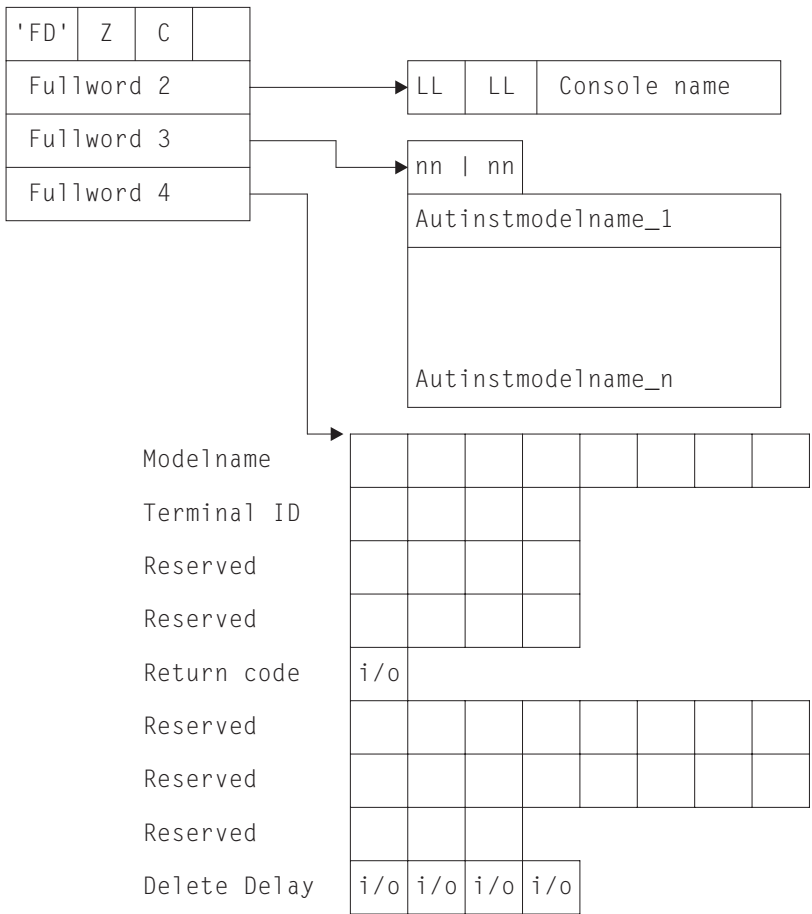 'FD' Z C
Fullword 2
LL LL Console name
Fullword 3
nn | nn
Fullword 4
Autinstmodelname_1
Autinstmodelname_n
Modelname
Terminal ID
Reserved
Reserved
Return code i/o
Reserved
Reserved
Reserved
Delete Delay i/o i/o i/o i/o